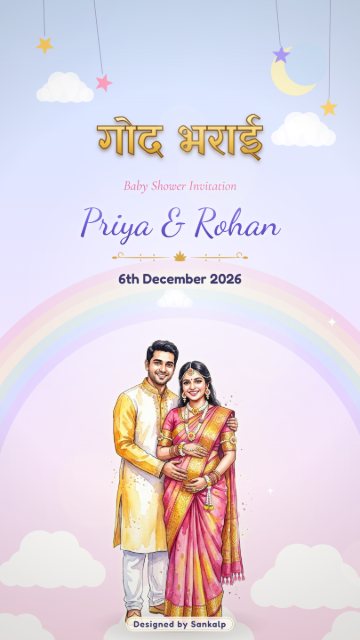 गोद भराई
Baby Shower Invitation
Priya & Rohan
6th December 2026
Designed by Sankalp